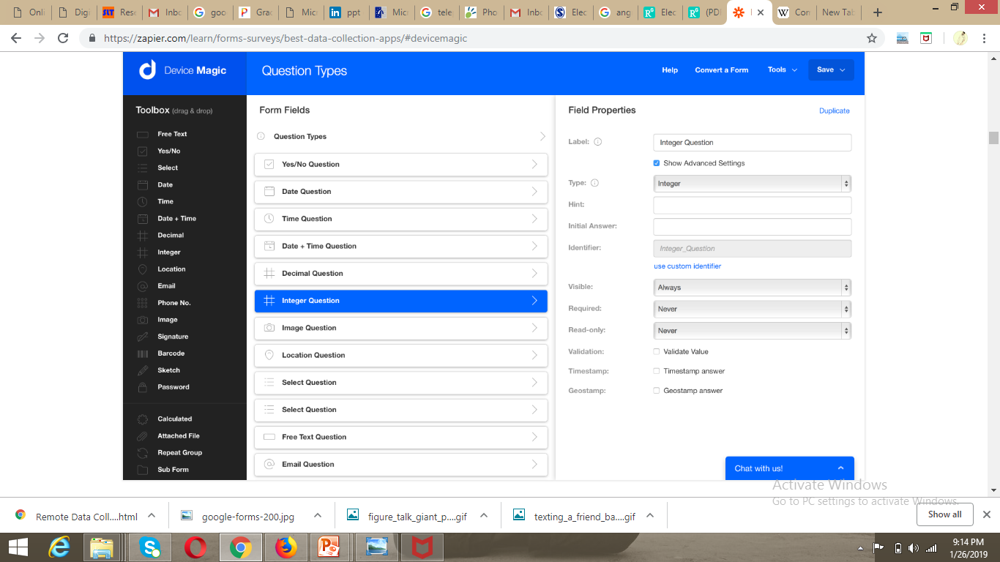 Onli
Digi
SLT Rese
Inbo
goo
P Grac
Micr
in ppt
Mic
tele
Pho
Inbo
Elec
ang
Elec
(PD
W Con
New Tab
https://zapier.com/learn/forms-surveys/best-data-collection-apps/#devicemagic
Device Magic
Question Types
Help
Convert a Form
Tools
Save
Toolbox (drag & drop)
Free Text
Yes/No
Select
Date
Time
Date + Time
Decimal
Integer
Location
Email
Phone No.
Image
Signature
Barcode
Sketch
Password
Calculated
Attached File
Repeat Group
Sub Form
Form Fields
Question Types
Yes/No Question
Date Question
Time Question
Date + Time Question
Decimal Question
Integer Question
Image Question
Location Question
Select Question
Select Question
Free Text Question
Email Question
Field Properties
Duplicate
Label: Integer Question
Show Advanced Settings
Type: Integer
Hint:
Initial Answer:
Identifier: Integer_Question
use custom identifier
Visible: Always
Required: Never
Read-only: Never
Validation: Validate Value
Timestamp: Timestamp answer
Geostamp: Geostamp answer
Chat with us!
Activate Windows
Go to PC settings to activate Windows.
Remote Data Coll....html
google-forms-200.jpg
figure_talk_giant_p....gif
texting_a_friend_ba....gif
Show all
9:14 PM
1/26/2019